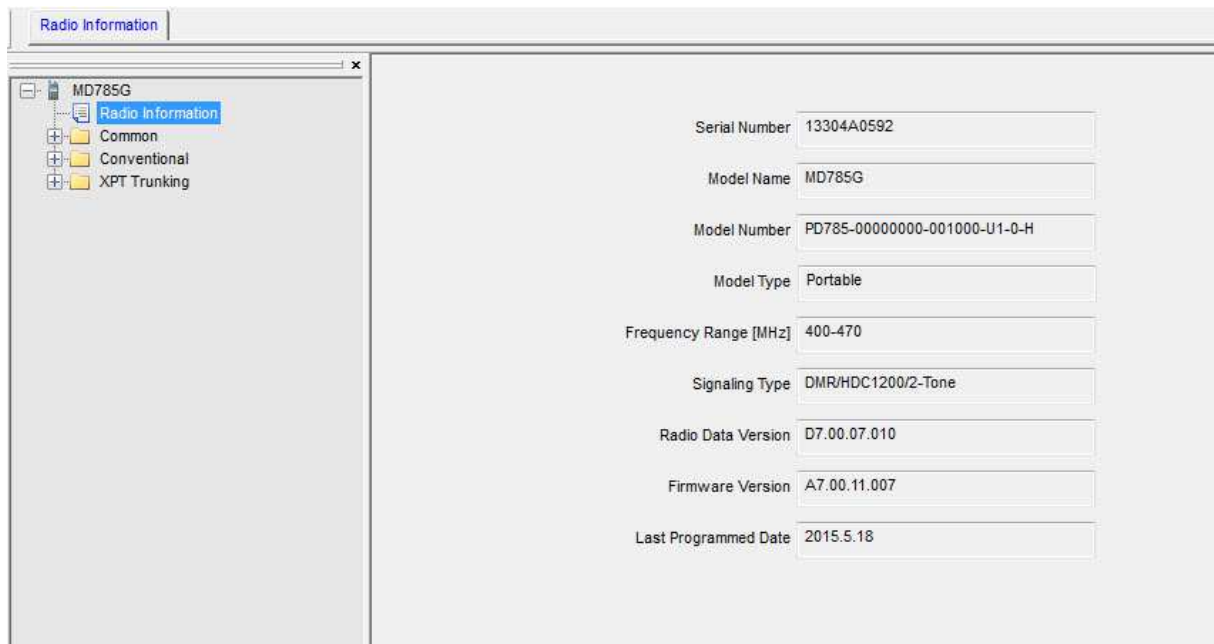 Radio Information
MD785G
Radio Information
Common
Conventional
XPT Trunking
Serial Number 13304A0592
Model Name MD785G
Model Number PD785-00000000-001000-U1-0-H
Model Type Portable
Frequency Range [MHz] 400-470
Signaling Type DMR/HDC1200/2-Tone
Radio Data Version D7.00.07.010
Firmware Version A7.00.11.007
Last Programmed Date 2015.5.18